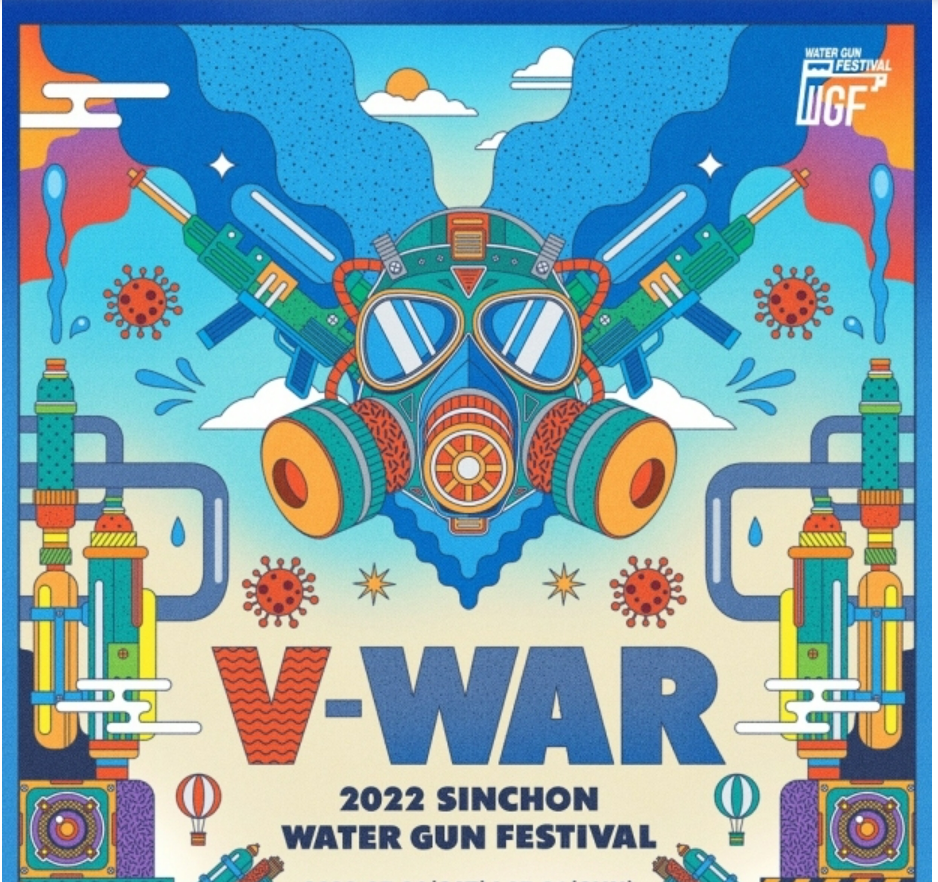 WATER GUN
FESTIVAL
WGF
V-WAR
2022 SINCHON
WATER GUN FESTIVAL